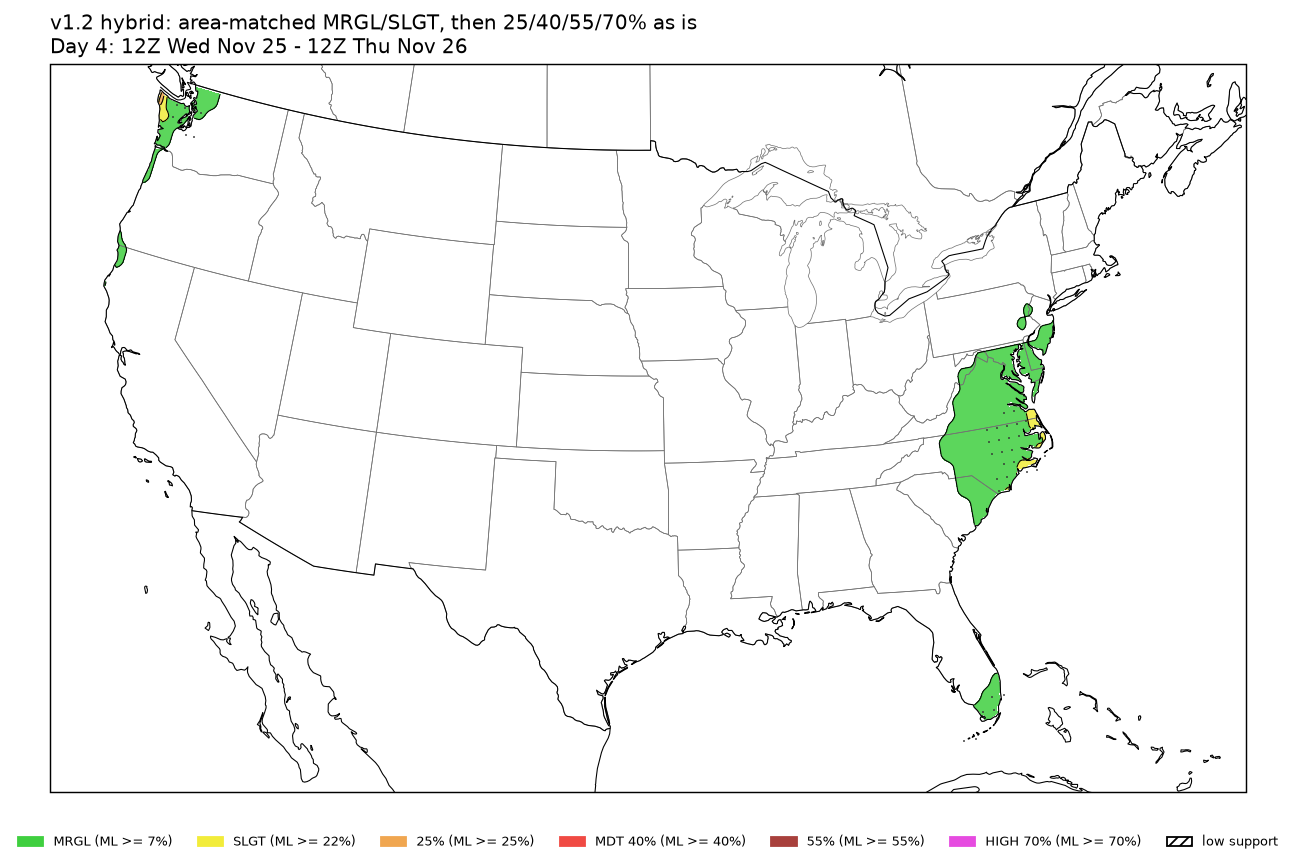 v1.2 hybrid: area-matched MRGL/SLGT, then 25/40/55/70% as is
Day 4: 12Z Wed Nov 25 - 12Z Thu Nov 26
MRGL (ML >= 7%) SLGT (ML >= 22%) 25% (ML >= 25%) MDT 40% (ML >= 40%) 55% (ML >= 55%) HIGH 70% (ML >= 70%) low support